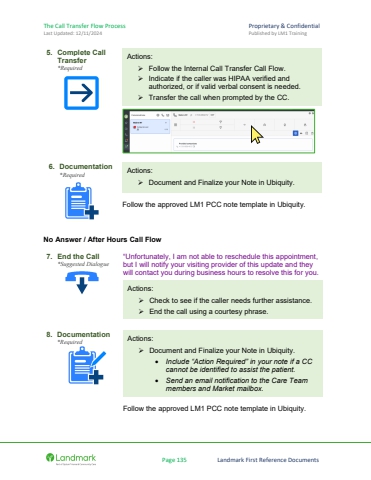 The Call Transfer Flow Process
Proprietary & Confidential
Last Updated: 12/11/2024
Published by LM1 Training
5. Complete Call
Transfer
*Required
Actions:
➢ Follow the Internal Call Transfer Call Flow.
➢ Indicate if the caller was HIPAA verified and
authorized, or if valid verbal consent is needed.
➢ Transfer the call when prompted by the CC.
6. Documentation
*Required
Actions:
➢ Document and Finalize your Note in Ubiquity.
Follow the approved LM1 PCC note template in Ubiquity.
No Answer / After Hours Call Flow
7. End the Call
*Suggested Dialogue
"Unfortunately, I am not able to reschedule this appointment,
but I will notify your visiting provider of this update and they
will contact you during business hours to resolve this for you.
Actions:
➢ Check to see if the caller needs further assistance.
➢ End the call using a courtesy phrase.
8. Documentation
*Required
Actions:
➢ Document and Finalize your Note in Ubiquity.
• Include "Action Required" in your note if a CC
cannot be identified to assist the patient.
• Send an email notification to the Care Team
members and Market mailbox.
Follow the approved LM1 PCC note template in Ubiquity.
Landmark
Page 135
Landmark First Reference Documents